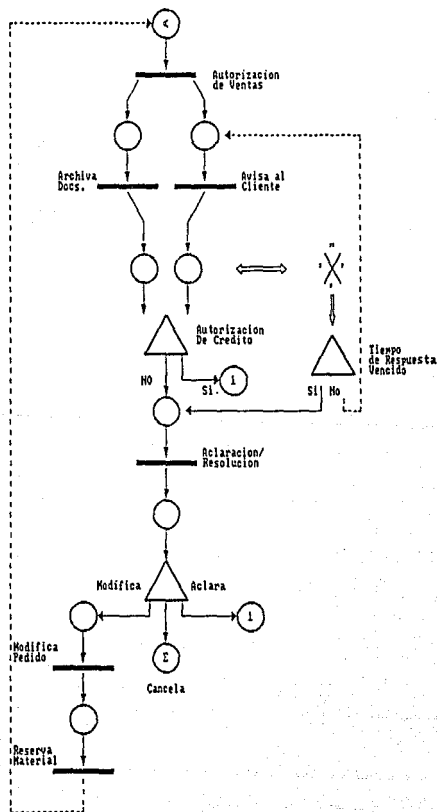 <
Autorizacion
de Ventas
Archiva
Docs.
Avisa al
Cliente
Autorizacion
De Credito
NO
Si.
1
Tiempo
de Respuesta
Vencido
Si No
Aclaracion/
Resolucion
Modifica
Aclara
1
Σ
Cancela
Modifica
Pedido
Reserva
Material